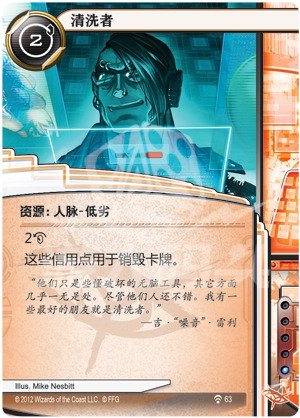 清洗者
2
资源: 人脉-低劣
2
这些信用点用于销毁卡牌。
“他们只是些懂破坏的无脑工具，其它方面
几乎一无是处。尽管他们人还不错。我有一
些最好的朋友就是清洗者。”
—吉·“噪音”·雷利
Illus. Mike Nesbitt
© 2012 Wizards of the Coast LLC. © FFG
63